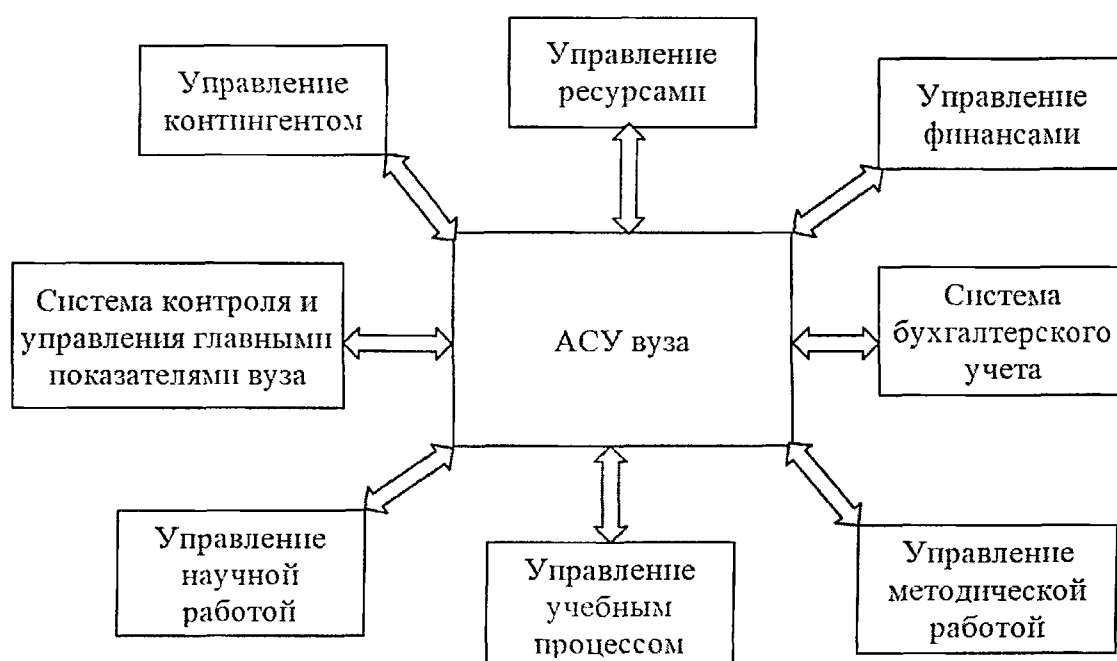 Управление
контингентом
Управление
ресурсами
Управление
финансами
Система контроля и
управления главными
показателями вуза
АСУ вуза
Система
бухгалтерского
учета
Управление
научной
работой
Управление
учебным
процессом
Управление
методической
работой